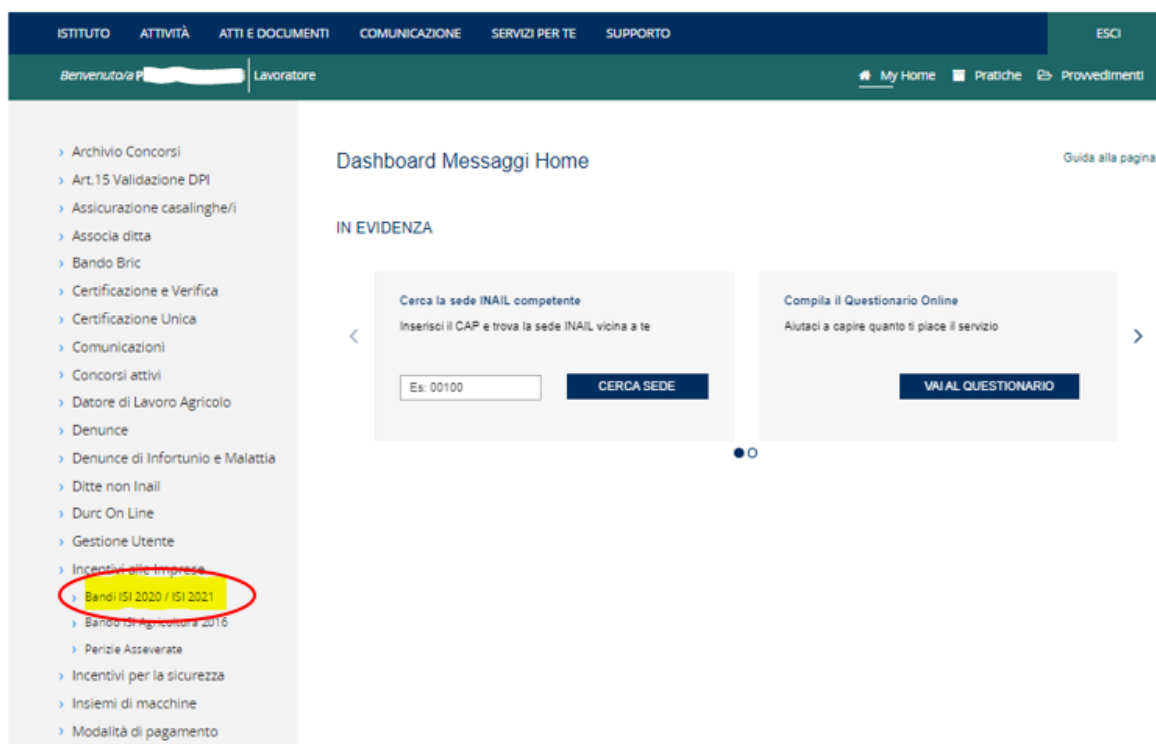 ISTITUTO ATTIVITÀ ATTI E DOCUMENTI COMUNICAZIONE SERVIZI PER TE SUPPORTO ESCI
Benvenuto/a P Lavoratore My Home Pratiche Provvedimenti
Archivio Concorsi
Art.15 Validazione DPI
Assicurazione casalinghe/i
Associa ditta
Bando Bric
Certificazione e Verifica
Certificazione Unica
Comunicazioni
Concorsi attivi
Datore di Lavoro Agricolo
Denunce
Denunce di Infortunio e Malattia
Ditte non Inail
Durc On Line
Gestione Utente
Incentivi alle Imprese
Bandi ISI 2020 / ISI 2021
Bando ISI Agricoltura 2016
Perizie Asseverate
Incentivi per la sicurezza
Insiemi di macchine
Modalità di pagamento
Dashboard Messaggi Home Guida alla pagina
IN EVIDENZA
Cerca la sede INAIL competente
Inserisci il CAP e trova la sede INAIL vicina a te
Es: 00100 CERCA SEDE
Compila il Questionario Online
Aiutaci a capire quanto ti piace il servizio
VAI AL QUESTIONARIO